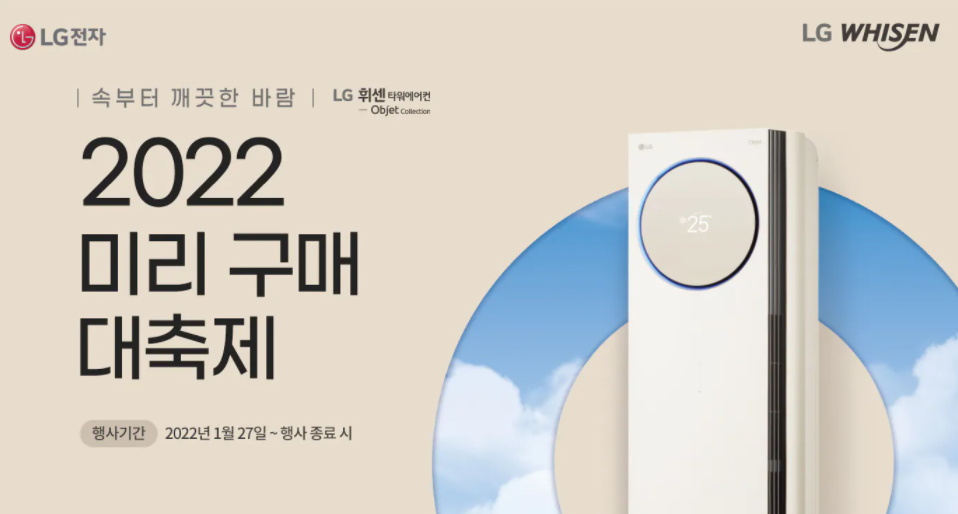 LG전자
LG WHISEN
| 속부터 깨끗한 바람 | LG 휘센 타워에어컨
Objet Collection
2022
미리 구매
대축제
행사기간 2022년 1월 27일 ~ 행사 종료 시
LG
25